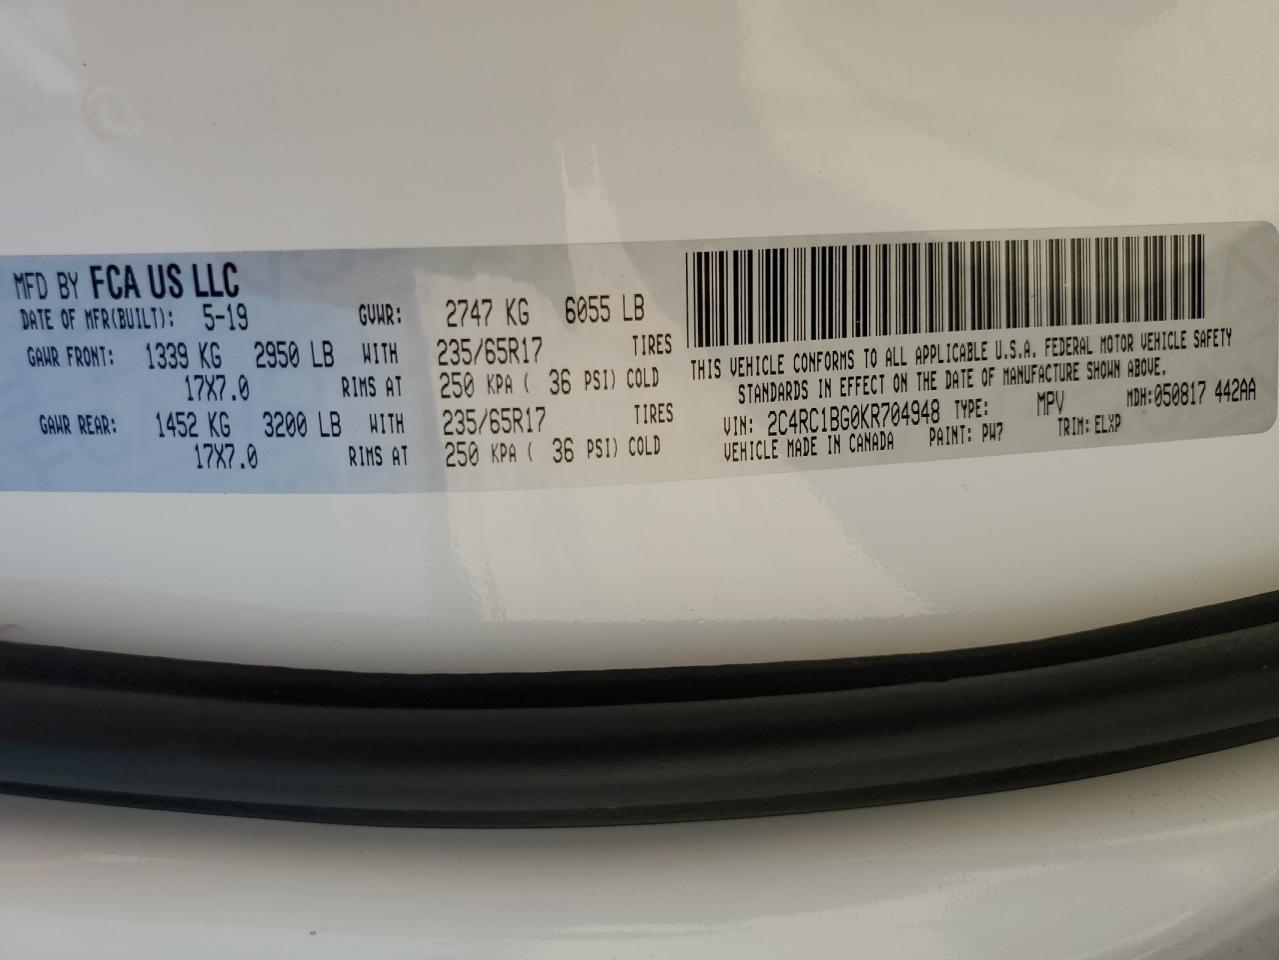 MFD BY FCA US LLC
DATE OF MFR(BUILT): 5-19 GVWR: 2747 KG 6055 LB
GAWR FRONT: 1339 KG 2950 LB WITH 235/65R17 TIRES
17X7.0 RIMS AT 250 KPA ( 36 PSI) COLD
GAWR REAR: 1452 KG 3200 LB WITH 235/65R17 TIRES
17X7.0 RIMS AT 250 KPA ( 36 PSI) COLD
THIS VEHICLE CONFORMS TO ALL APPLICABLE U.S.A. FEDERAL MOTOR VEHICLE SAFETY
STANDARDS IN EFFECT ON THE DATE OF MANUFACTURE SHOWN ABOVE.
VIN: 2C4RC1BG0KR704948 TYPE: MPV MDH:050817 442AA
VEHICLE MADE IN CANADA PAINT: PW7 TRIM: ELXP